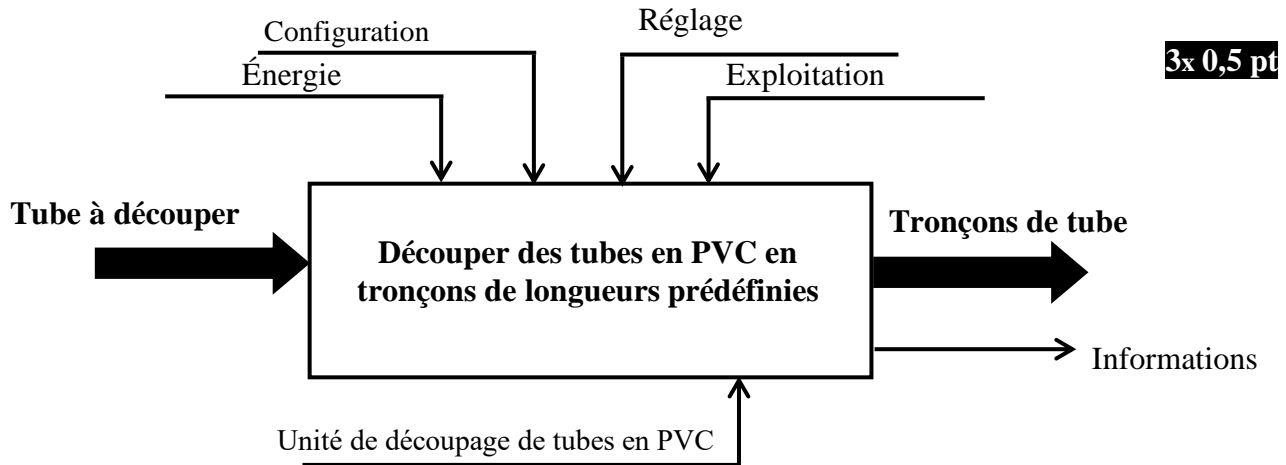 Réglage
Configuration
3x 0,5 pt
Énergie
Exploitation
Tube à découper
Tronçons de tube
Découper des tubes en PVC en
tronçons de longueurs prédéfinies
Informations
Unité de découpage de tubes en PVC